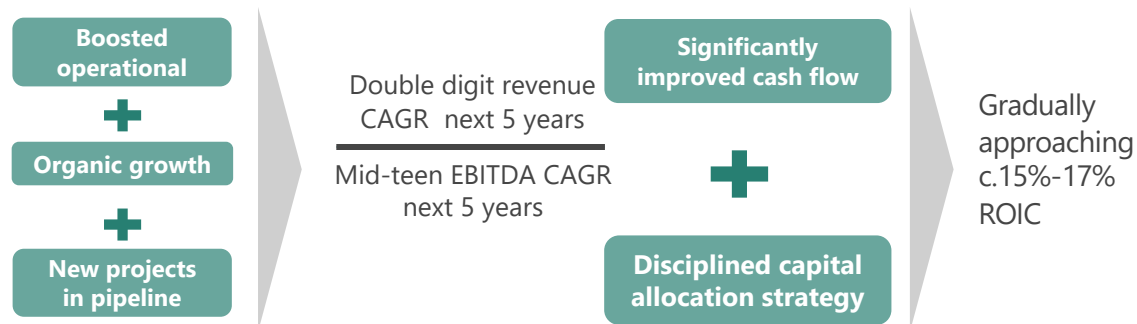 Boosted
operational
Organic growth
New projects
in pipeline
Double digit revenue
CAGR next 5 years
Mid-teen EBITDA CAGR
next 5 years
Significantly
improved cash flow
Disciplined capital
allocation strategy
Gradually
approaching
c.15%-17%
ROIC